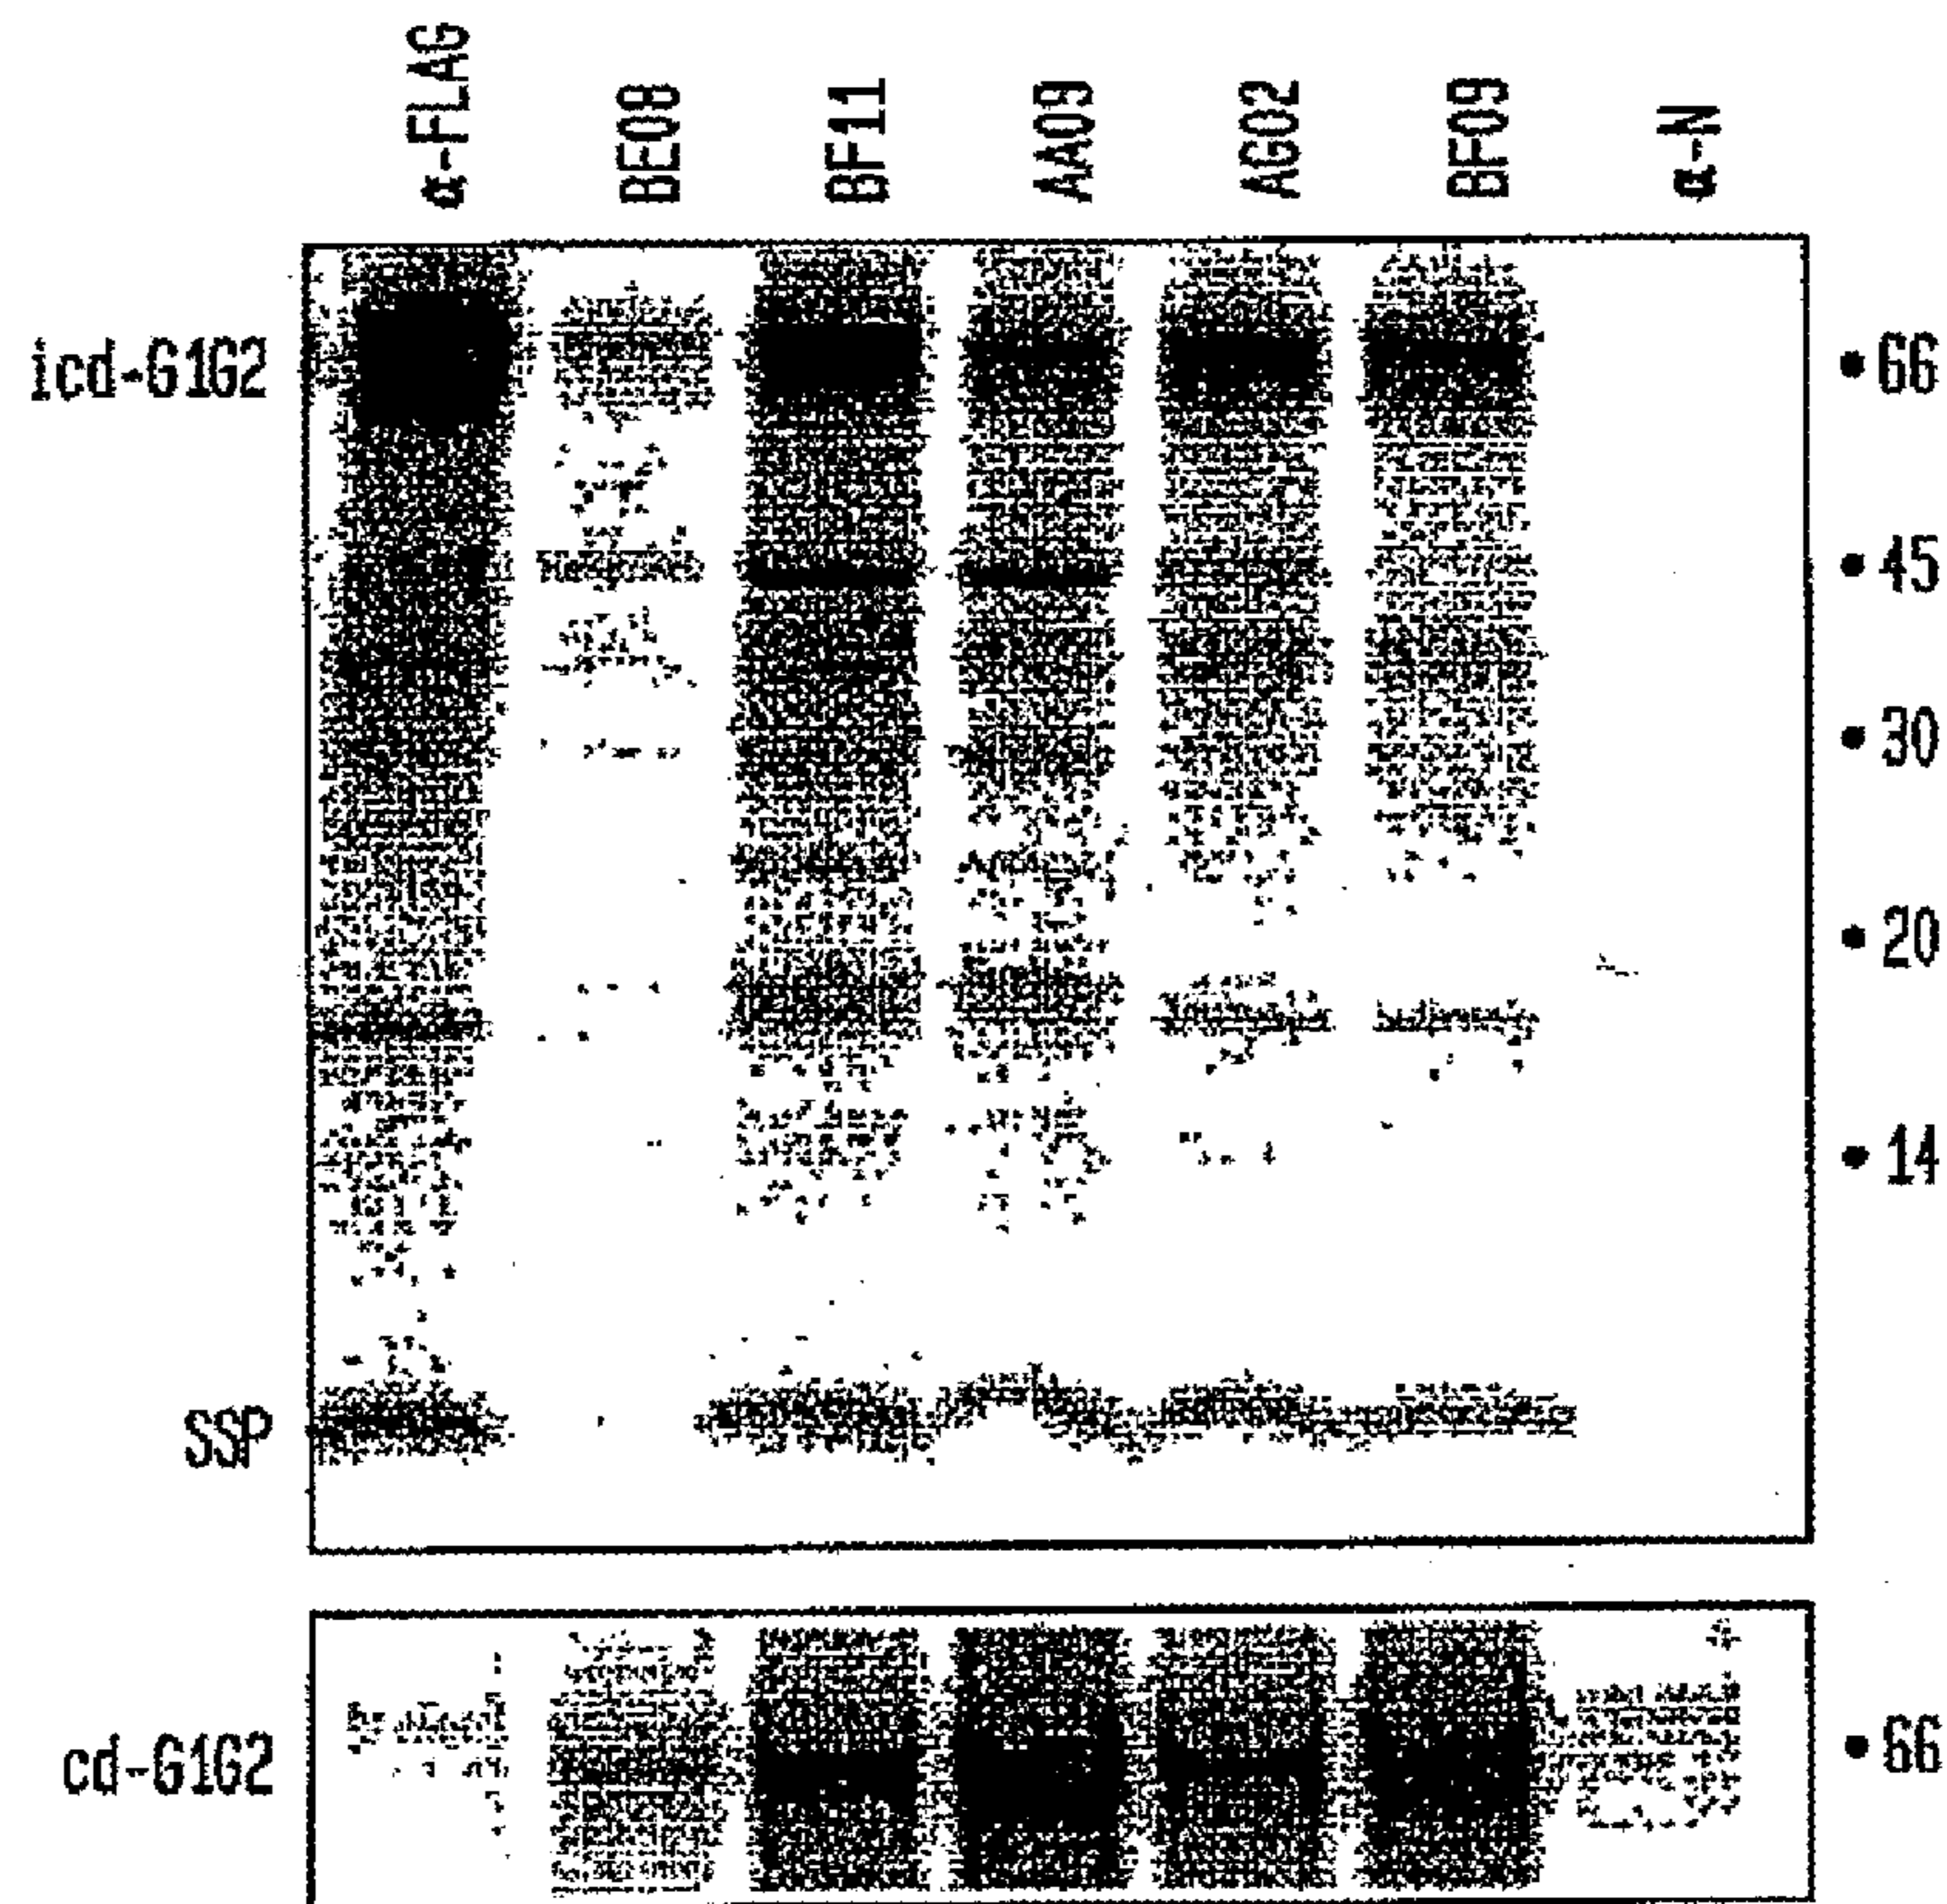 α-FLAG BE08 BF11 AA09 AG02 BF09 α-N
icd-G1G2 • 66
• 45
• 30
• 20
• 14
SSP
cd-G1G2 • 66